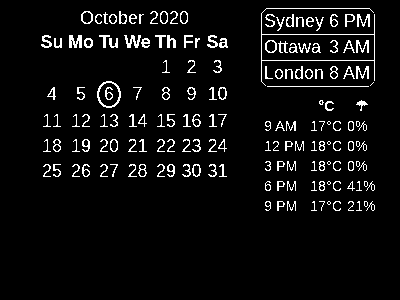 October 2020
Su Mo Tu We Th Fr Sa
1 2 3
4 5 6 7 8 9 10
11 12 13 14 15 16 17
18 19 20 21 22 23 24
25 26 27 28 29 30 31
Sydney 6 PM
Ottawa 3 AM
London 8 AM
°C ☂
9 AM 17°C 0%
12 PM 18°C 0%
3 PM 18°C 0%
6 PM 18°C 41%
9 PM 17°C 21%